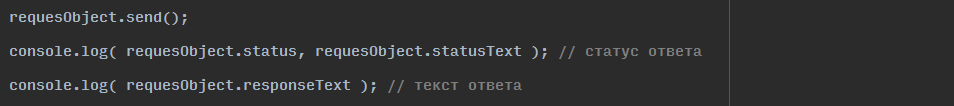 requesObject.send();
console.log( requesObject.status, requesObject.statusText ); // статус ответа
console.log( requesObject.responseText ); // текст ответа